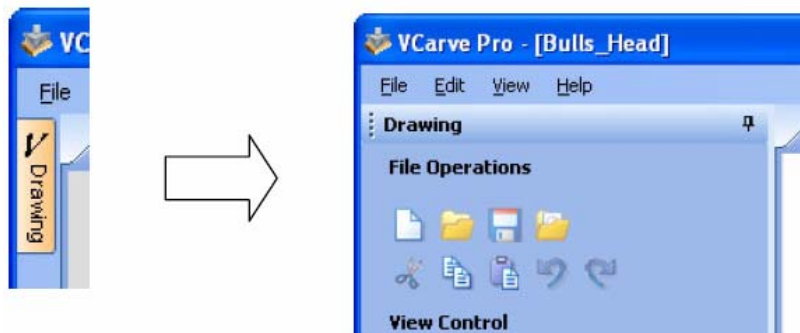 VC
File
Drawing
VCarve Pro - [Bulls_Head]
File Edit View Help
Drawing
File Operations
View Control